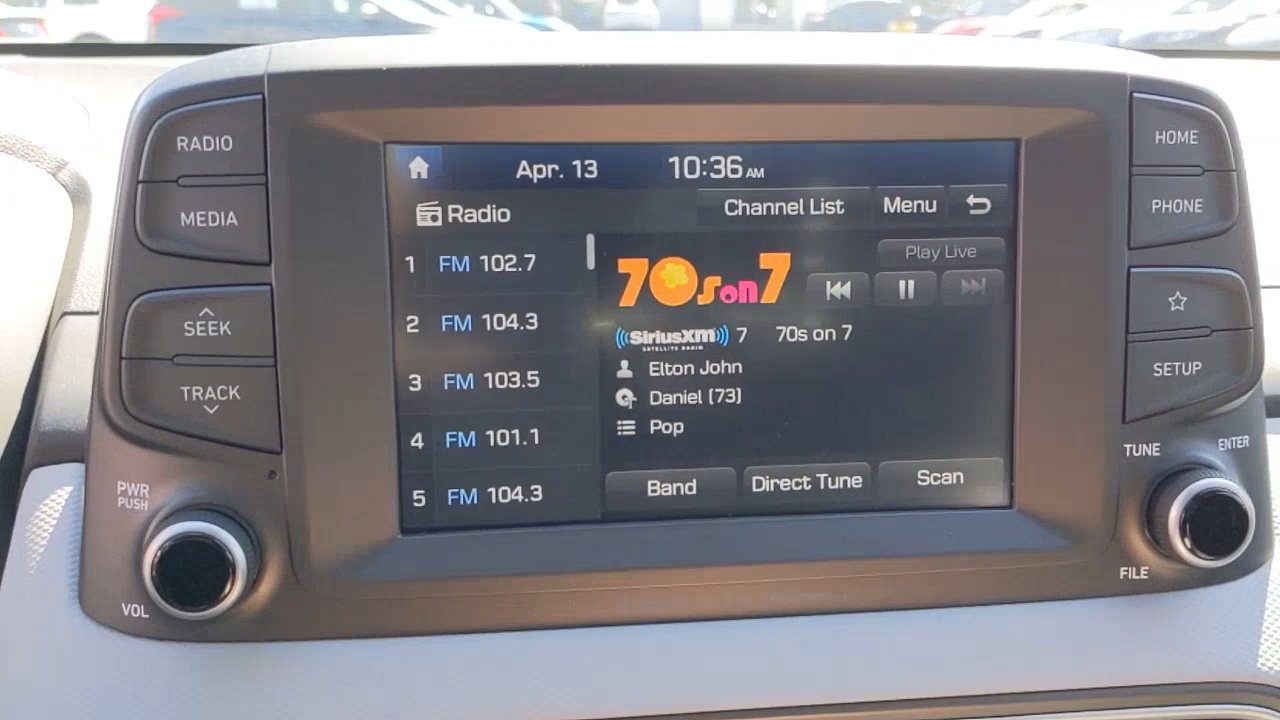 RADIO
MEDIA
SEEK
TRACK
PWR
PUSH
VOL
Apr. 13 10:36 AM
Radio
Channel List Menu
1 FM 102.7
2 FM 104.3
3 FM 103.5
4 FM 101.1
5 FM 104.3
Play Live
70s on 7
((SiriusXM)) 7 70s on 7
SATELLITE RADIO
Elton John
Daniel (73)
Pop
Band Direct Tune Scan
HOME
PHONE
SETUP
TUNE ENTER
FILE